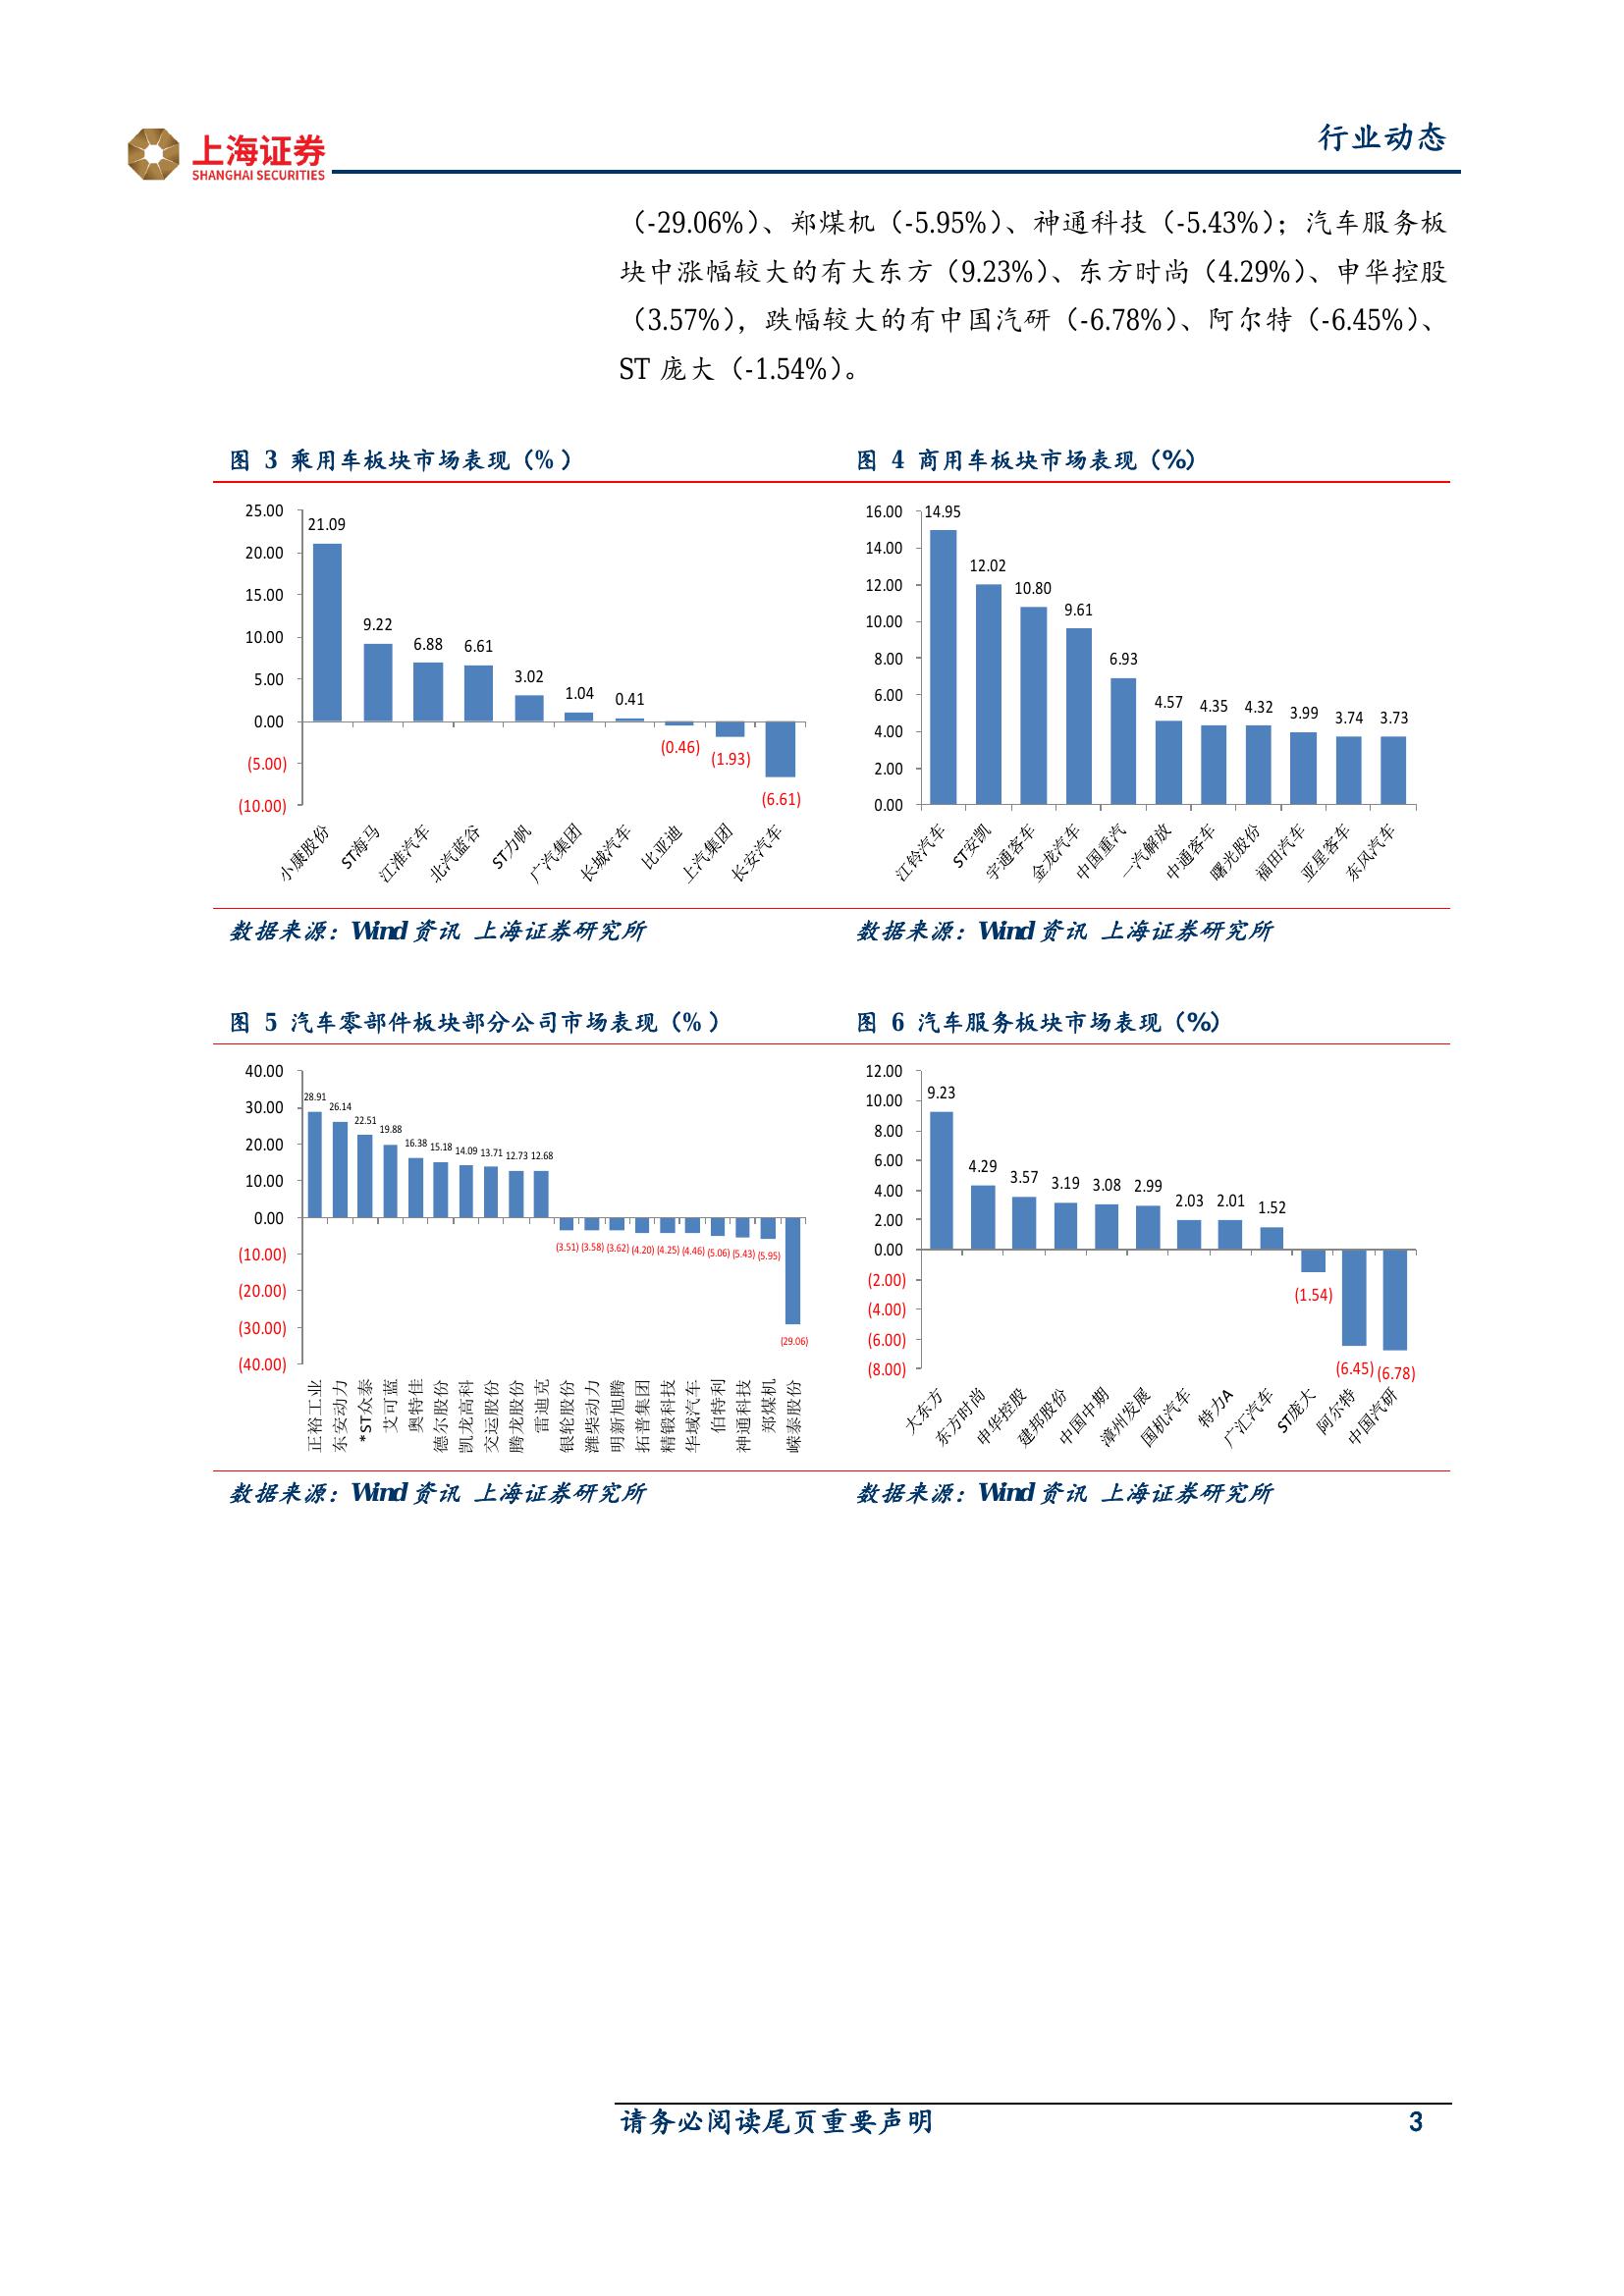 上海证券
SHANGHAI SECURITIES
行业动态
（-29.06%）、郑煤机（-5.95%）、神通科技（-5.43%）；汽车服务板
块中涨幅较大的有大东方（9.23%）、东方时尚（4.29%）、申华控股
（3.57%），跌幅较大的有中国汽研（-6.78%）、阿尔特（-6.45%）、
ST 庞大（-1.54%）。
图 3 乘用车板块市场表现（%）
25.00
20.00
15.00
10.00
5.00
0.00
(5.00)
(10.00)
21.09
9.22
6.88
6.61
3.02
1.04
0.41
(0.46)
(1.93)
(6.61)
小康股份
ST海马
江淮汽车
北汽蓝谷
ST力帆
广汽集团
长城汽车
比亚迪
上汽集团
长安汽车
数据来源：Wind 资讯 上海证券研究所
图 4 商用车板块市场表现（%）
16.00
14.00
12.00
10.00
8.00
6.00
4.00
2.00
0.00
14.95
12.02
10.80
9.61
6.93
4.57
4.35
4.32
3.99
3.74
3.73
江铃汽车
ST安凯
宇通客车
金龙汽车
中国重汽
一汽解放
中通客车
曙光股份
福田汽车
亚星客车
东风汽车
数据来源：Wind 资讯 上海证券研究所
图 5 汽车零部件板块部分公司市场表现（%）
40.00
30.00
20.00
10.00
0.00
(10.00)
(20.00)
(30.00)
(40.00)
28.91
26.14
22.51
19.88
16.38
15.18
14.09
13.71
12.73
12.68
(3.51)
(3.58)
(3.62)
(4.20)
(4.25)
(4.46)
(5.06)
(5.43)
(5.95)
(29.06)
正裕工业
东安动力
*ST众泰
艾可蓝
奥特佳
德尔股份
凯龙高科
交运股份
腾龙股份
雷迪克
银轮股份
潍柴动力
明新旭腾
拓普集团
精锻科技
华域汽车
伯特利
神通科技
郑煤机
嵘泰股份
数据来源：Wind 资讯 上海证券研究所
图 6 汽车服务板块市场表现（%）
12.00
10.00
8.00
6.00
4.00
2.00
0.00
(2.00)
(4.00)
(6.00)
(8.00)
9.23
4.29
3.57
3.19
3.08
2.99
2.03
2.01
1.52
(1.54)
(6.45)
(6.78)
大东方
东方时尚
申华控股
建邦股份
中国中期
漳州发展
国机汽车
特力A
广汇汽车
ST庞大
阿尔特
中国汽研
数据来源：Wind 资讯 上海证券研究所
请务必阅读尾页重要声明
3